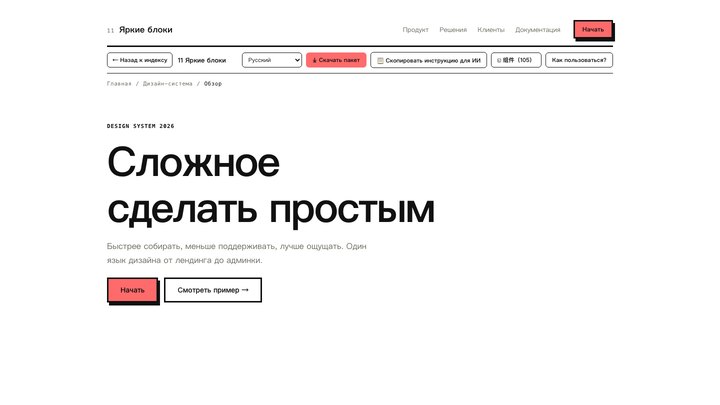 11 Яркие блоки
Продукт Решения Клиенты Документация Начать
← Назад к индексу 11 Яркие блоки Русский Скачать пакет 📋 Скопировать инструкцию для ИИ 组件 (105) Как пользоваться?
Главная / Дизайн-система / Обзор
DESIGN SYSTEM 2026
Сложное
сделать простым
Быстрее собирать, меньше поддерживать, лучше ощущать. Один
язык дизайна от лендинга до админки.
Начать Смотреть пример →